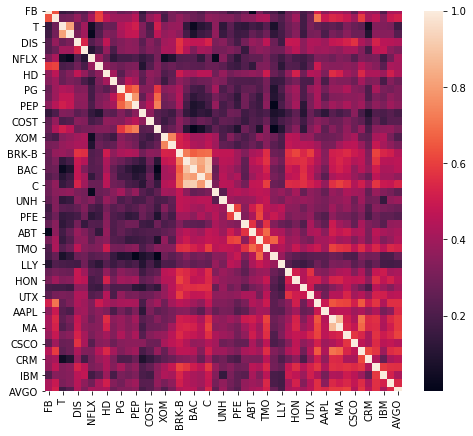 FB
T
DIS
NFLX
HD
PG
PEP
COST
XOM
BRK-B
BAC
C
UNH
PFE
ABT
TMO
LLY
HON
UTX
AAPL
MA
CSCO
CRM
IBM
AVGO
FB
T
DIS
NFLX
HD
PG
PEP
COST
XOM
BRK-B
BAC
C
UNH
PFE
ABT
TMO
LLY
HON
UTX
AAPL
MA
CSCO
CRM
IBM
AVGO
1.0
0.8
0.6
0.4
0.2